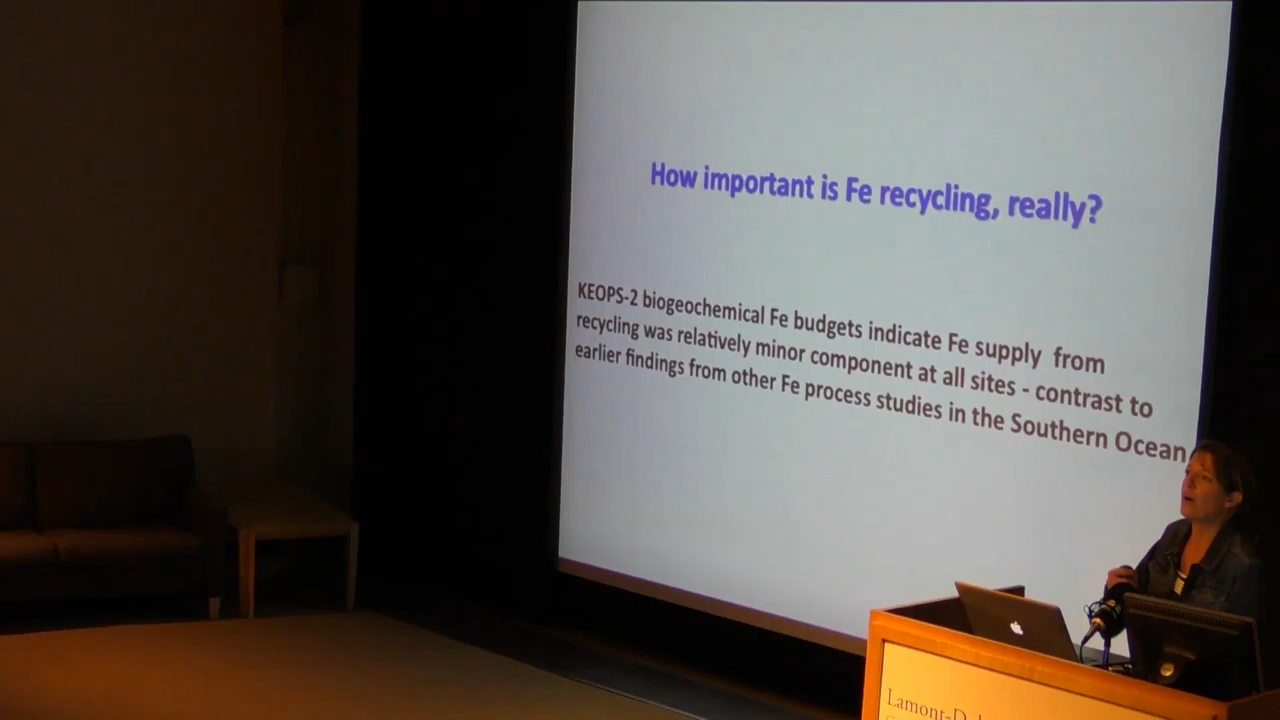 How important is Fe recycling, really?
KEOPS-2 biogeochemical Fe budgets indicate Fe supply from
recycling was relatively minor component at all sites - contrast to
earlier findings from other Fe process studies in the Southern Ocean
Lamont-D